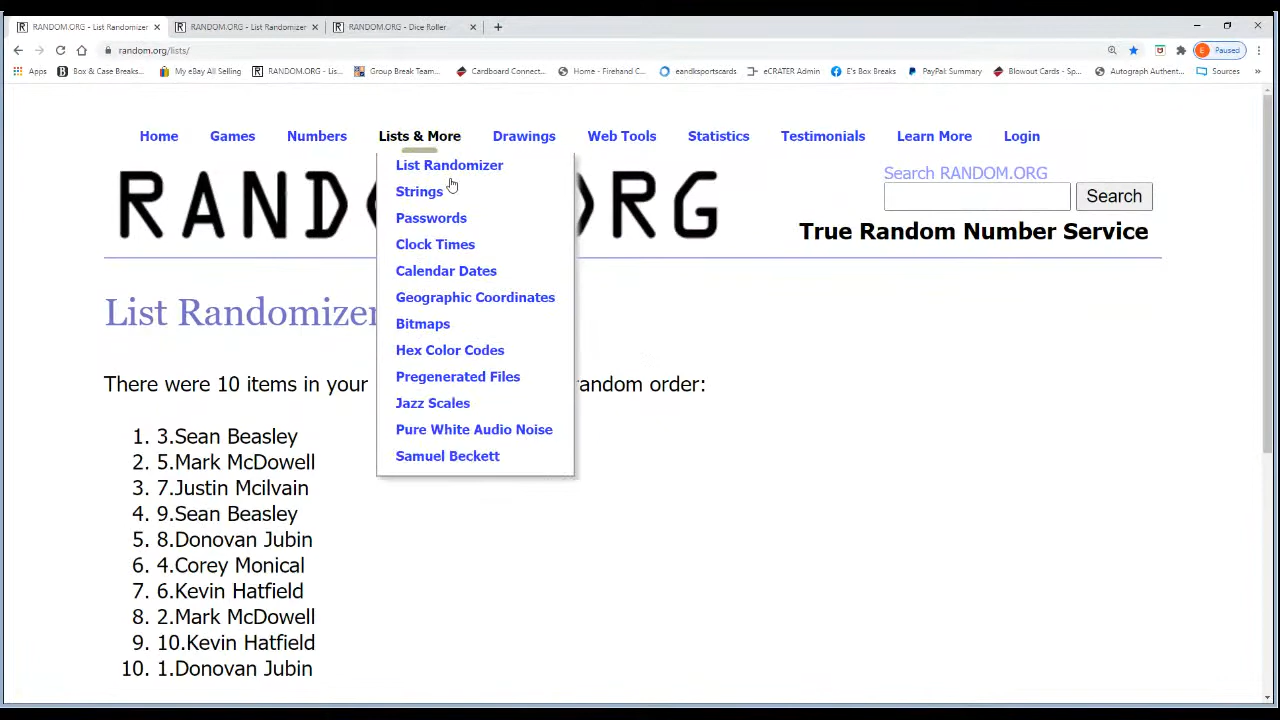 RANDOM.ORG - List Randomizer
RANDOM.ORG - List Randomizer
RANDOM.ORG - Dice Roller
random.org/lists/
E Paused
Apps
Box & Case Breaks...
My eBay All Selling
RANDOM.ORG - Lis...
Group Break Team...
Cardboard Connect...
Home - Firehand C...
eandksportscards
eCRATER Admin
E's Box Breaks
PayPak Summary
Blowout Cards - Sp...
Autograph Authent...
Sources
Home Games Numbers Lists & More Drawings Web Tools Statistics Testimonials Learn More Login
List Randomizer
Strings
Passwords
Clock Times
Calendar Dates
Geographic Coordinates
Bitmaps
Hex Color Codes
Pregenerated Files
Jazz Scales
Pure White Audio Noise
Samuel Beckett
RAND RG
Search RANDOM.ORG
Search
True Random Number Service
List Randomizer
There were 10 items in your andom order:
1. 3.Sean Beasley
2. 5.Mark McDowell
3. 7.Justin Mcilvain
4. 9.Sean Beasley
5. 8.Donovan Jubin
6. 4.Corey Monical
7. 6.Kevin Hatfield
8. 2.Mark McDowell
9. 10.Kevin Hatfield
10. 1.Donovan Jubin